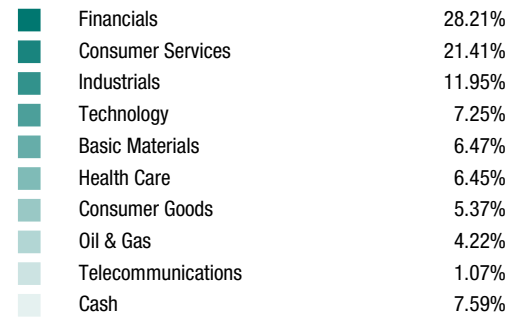 Financials 28.21%
Consumer Services 21.41%
Industrials 11.95%
Technology 7.25%
Basic Materials 6.47%
Health Care 6.45%
Consumer Goods 5.37%
Oil & Gas 4.22%
Telecommunications 1.07%
Cash 7.59%